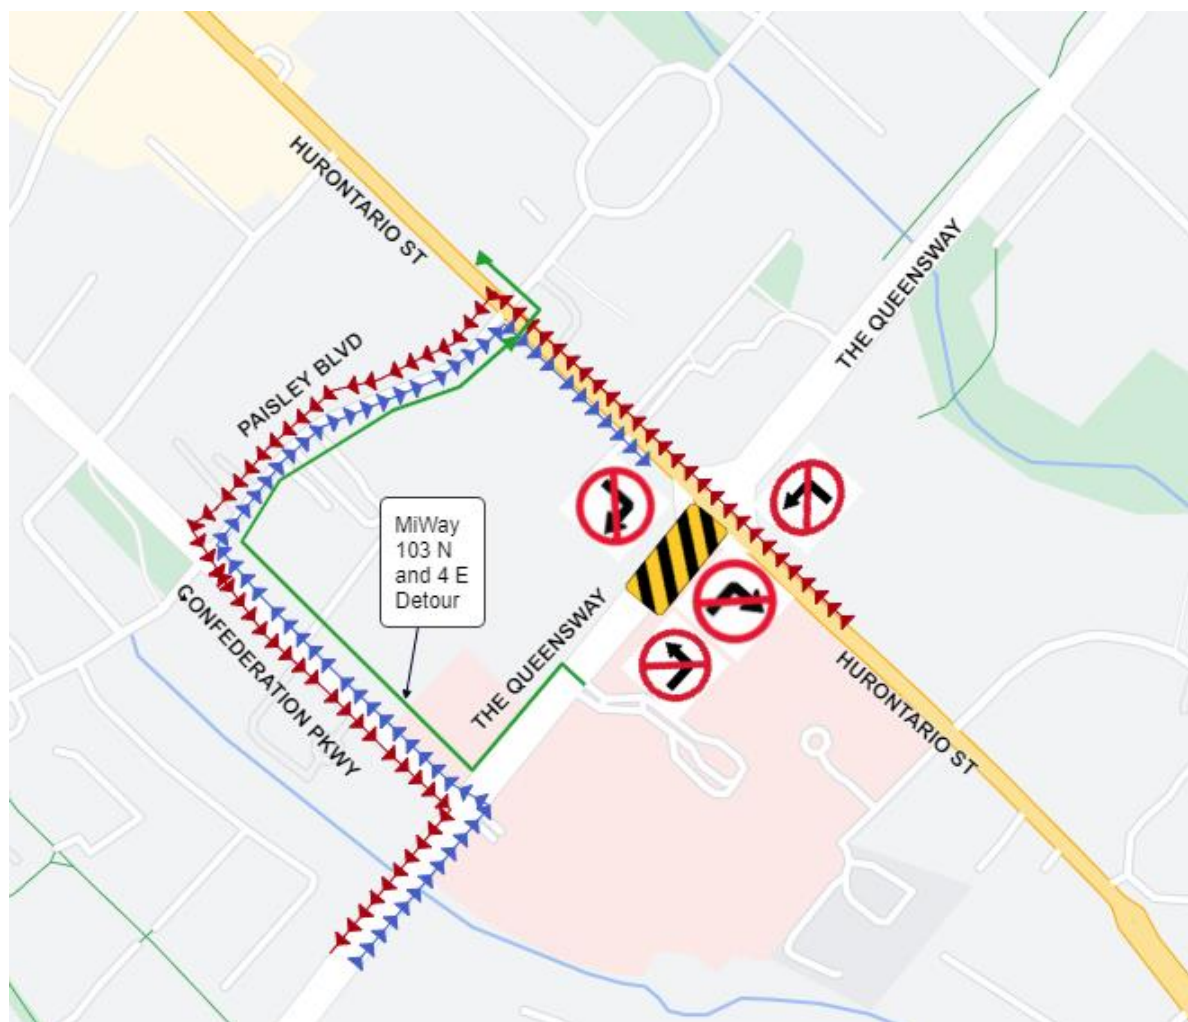 HURONTARIO ST
THE QUEENSWAY
PAISLEY BLVD
MiWay
103 N
and 4 E
Detour
THE QUEENSWAY
CONFEDERATION PKWY
HURONTARIO ST